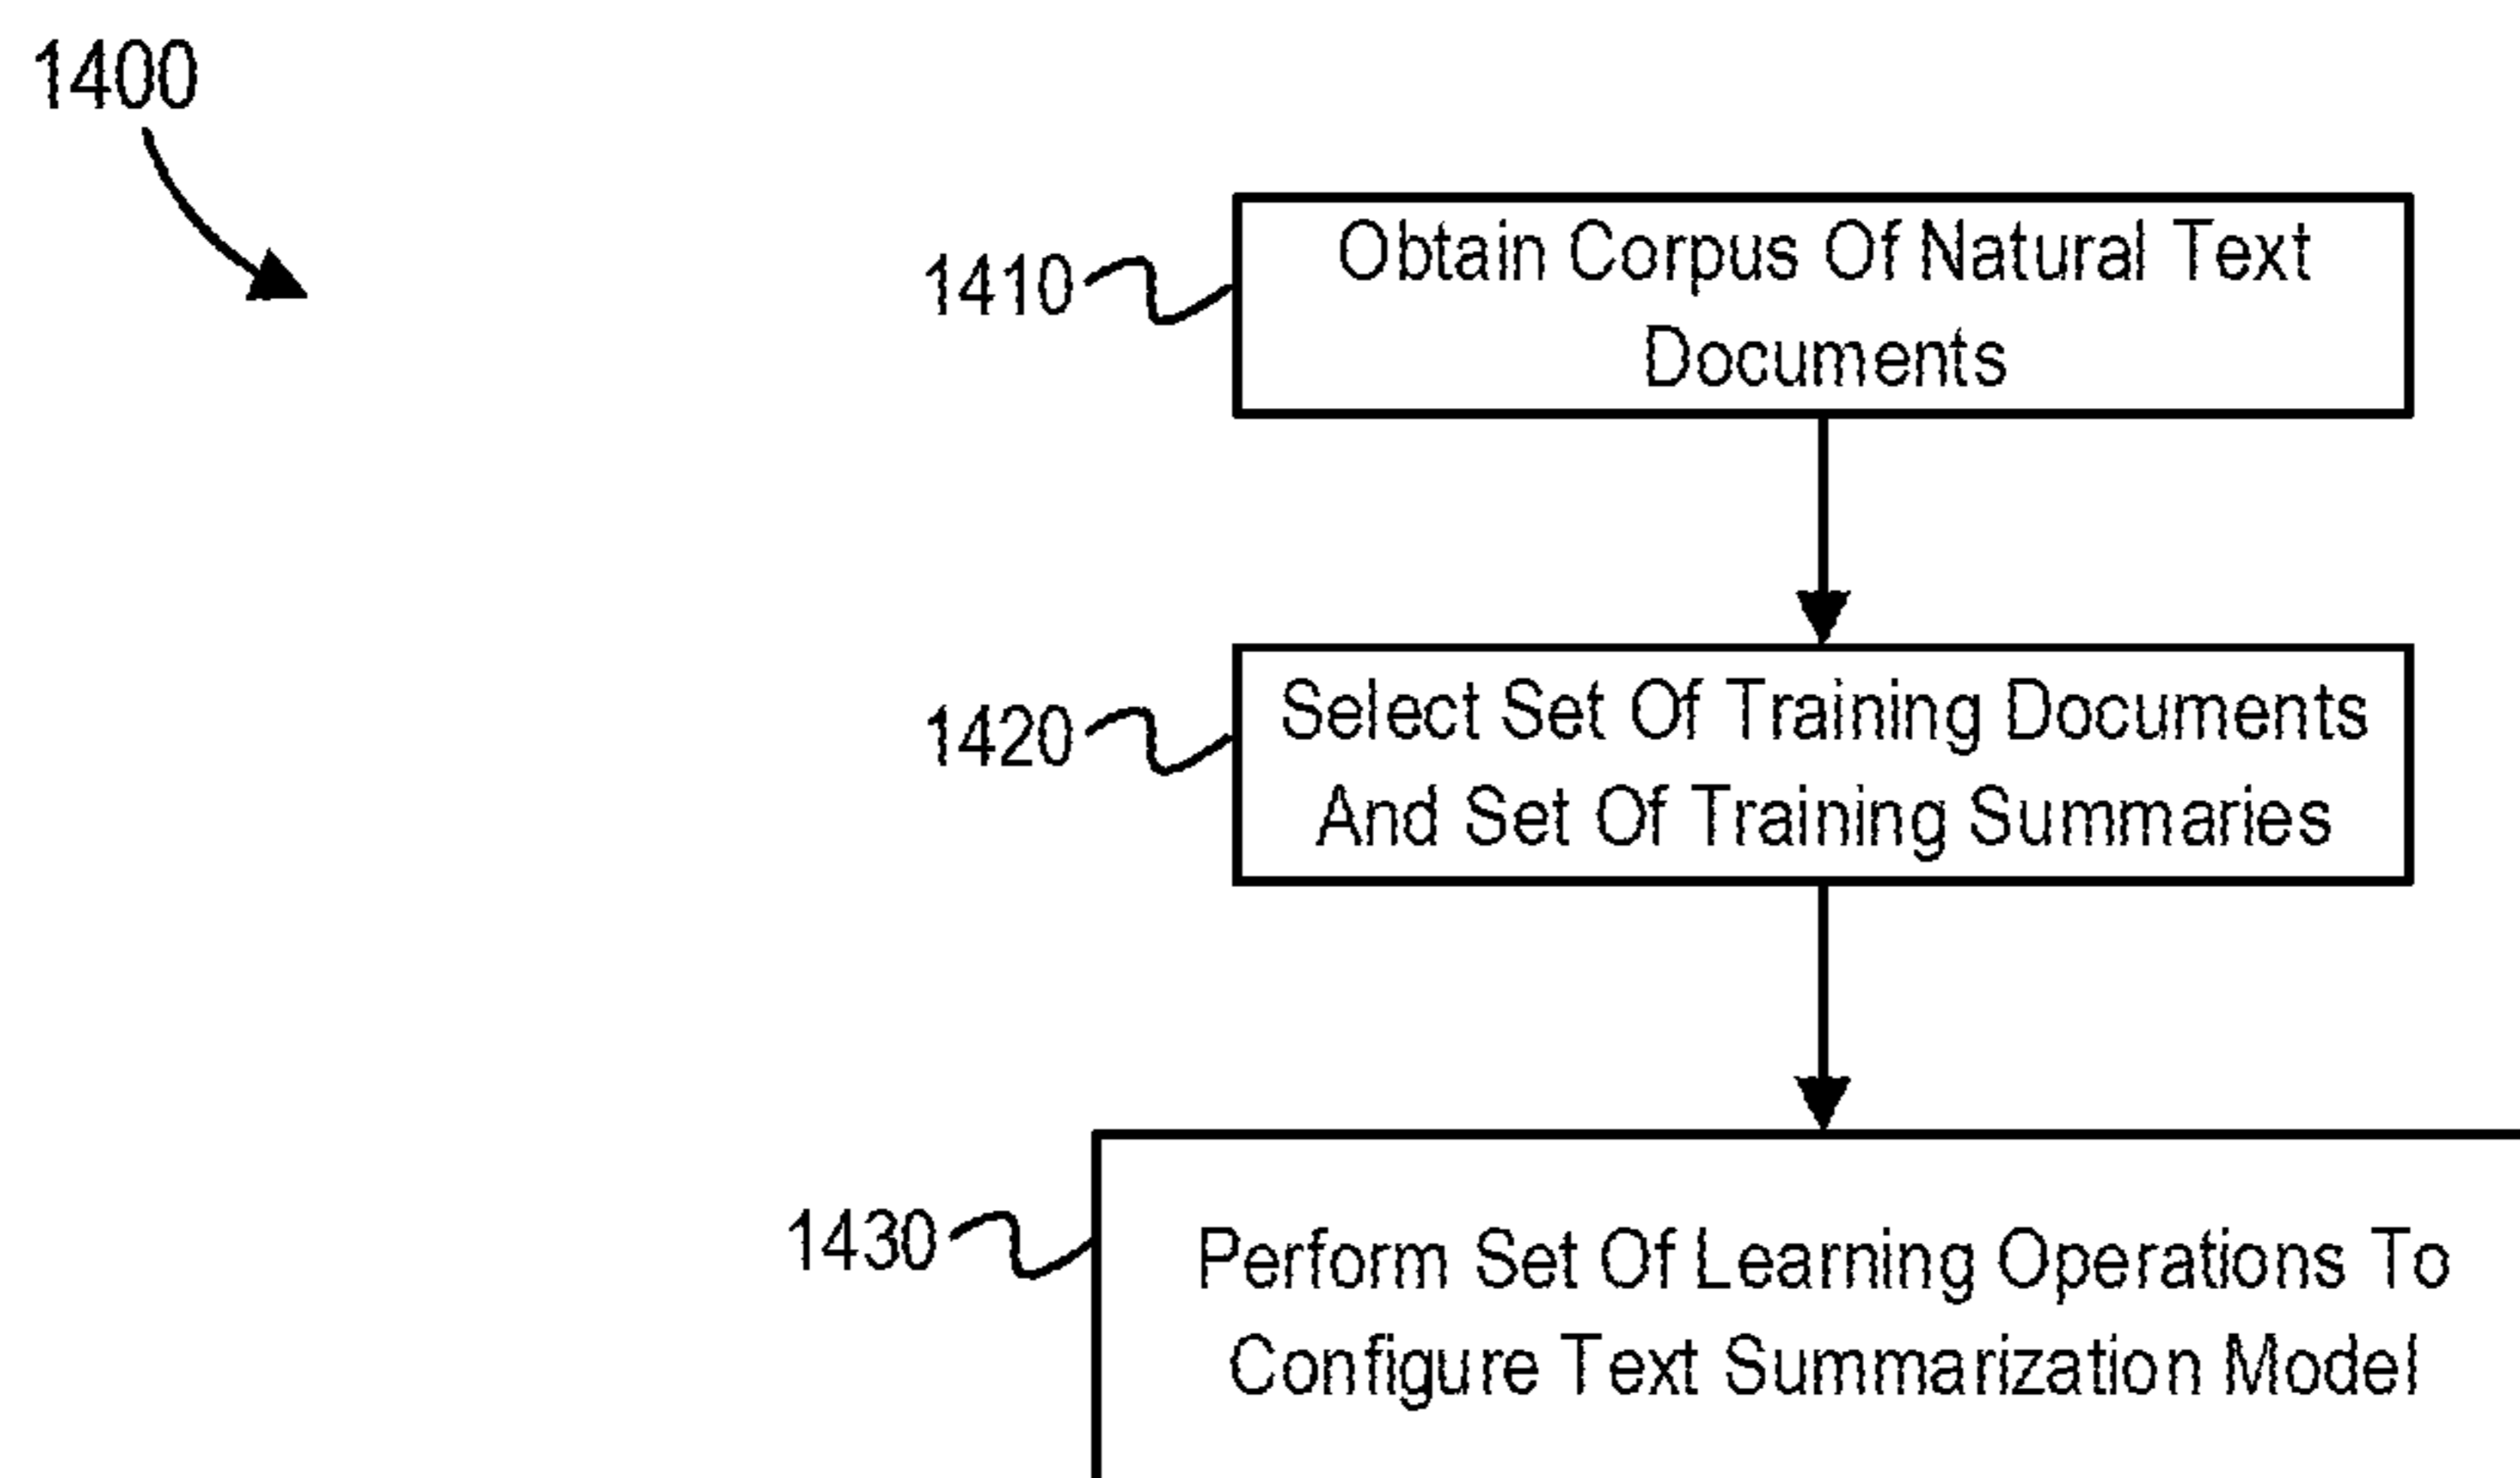 1400
1410
Obtain Corpus Of Natural Text
Documents
1420
Select Set Of Training Documents
And Set Of Training Summaries
1430
Perform Set Of Learning Operations To
Configure Text Summarization Model